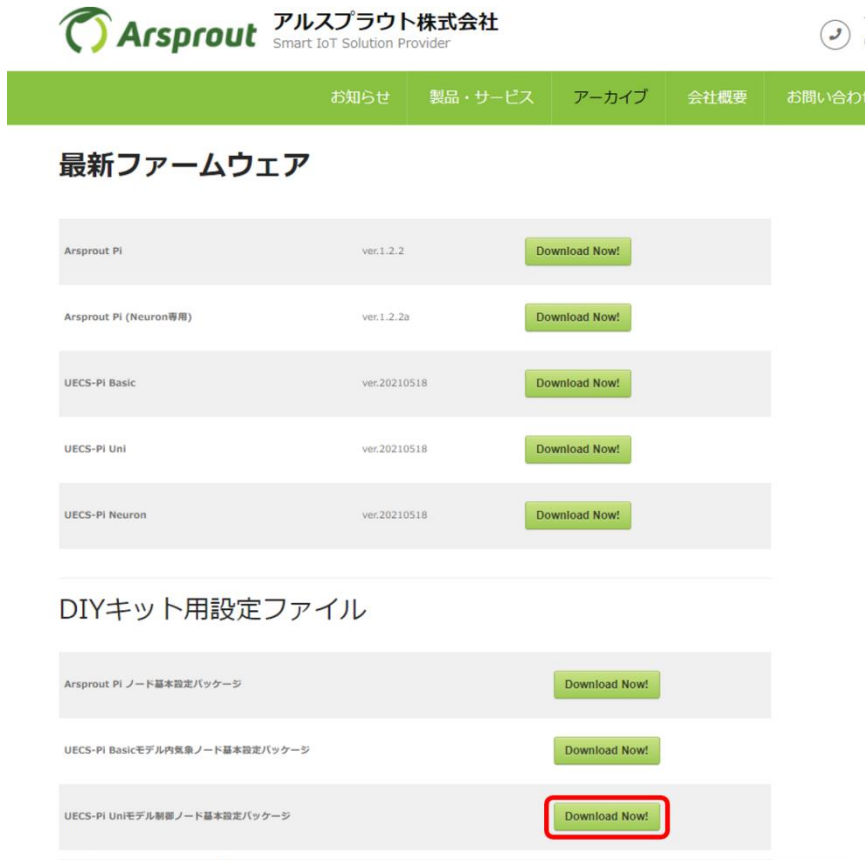 Arsprout アルスプラウト株式会社
Smart IoT Solution Provider
お知らせ 製品・サービス アーカイブ 会社概要 お問い合わ
最新ファームウェア
Arsprout Pi ver.1.2.2 Download Now!
Arsprout Pi (Neuron専用) ver.1.2.2a Download Now!
UECS-Pi Basic ver.20210518 Download Now!
UECS-Pi Uni ver.20210518 Download Now!
UECS-Pi Neuron ver.20210518 Download Now!
DIYキット用設定ファイル
Arsprout Pi ノード基本設定パッケージ Download Now!
UECS-Pi Basicモデル内気象ノード基本設定パッケージ Download Now!
UECS-Pi Uniモデル制御ノード基本設定パッケージ Download Now!